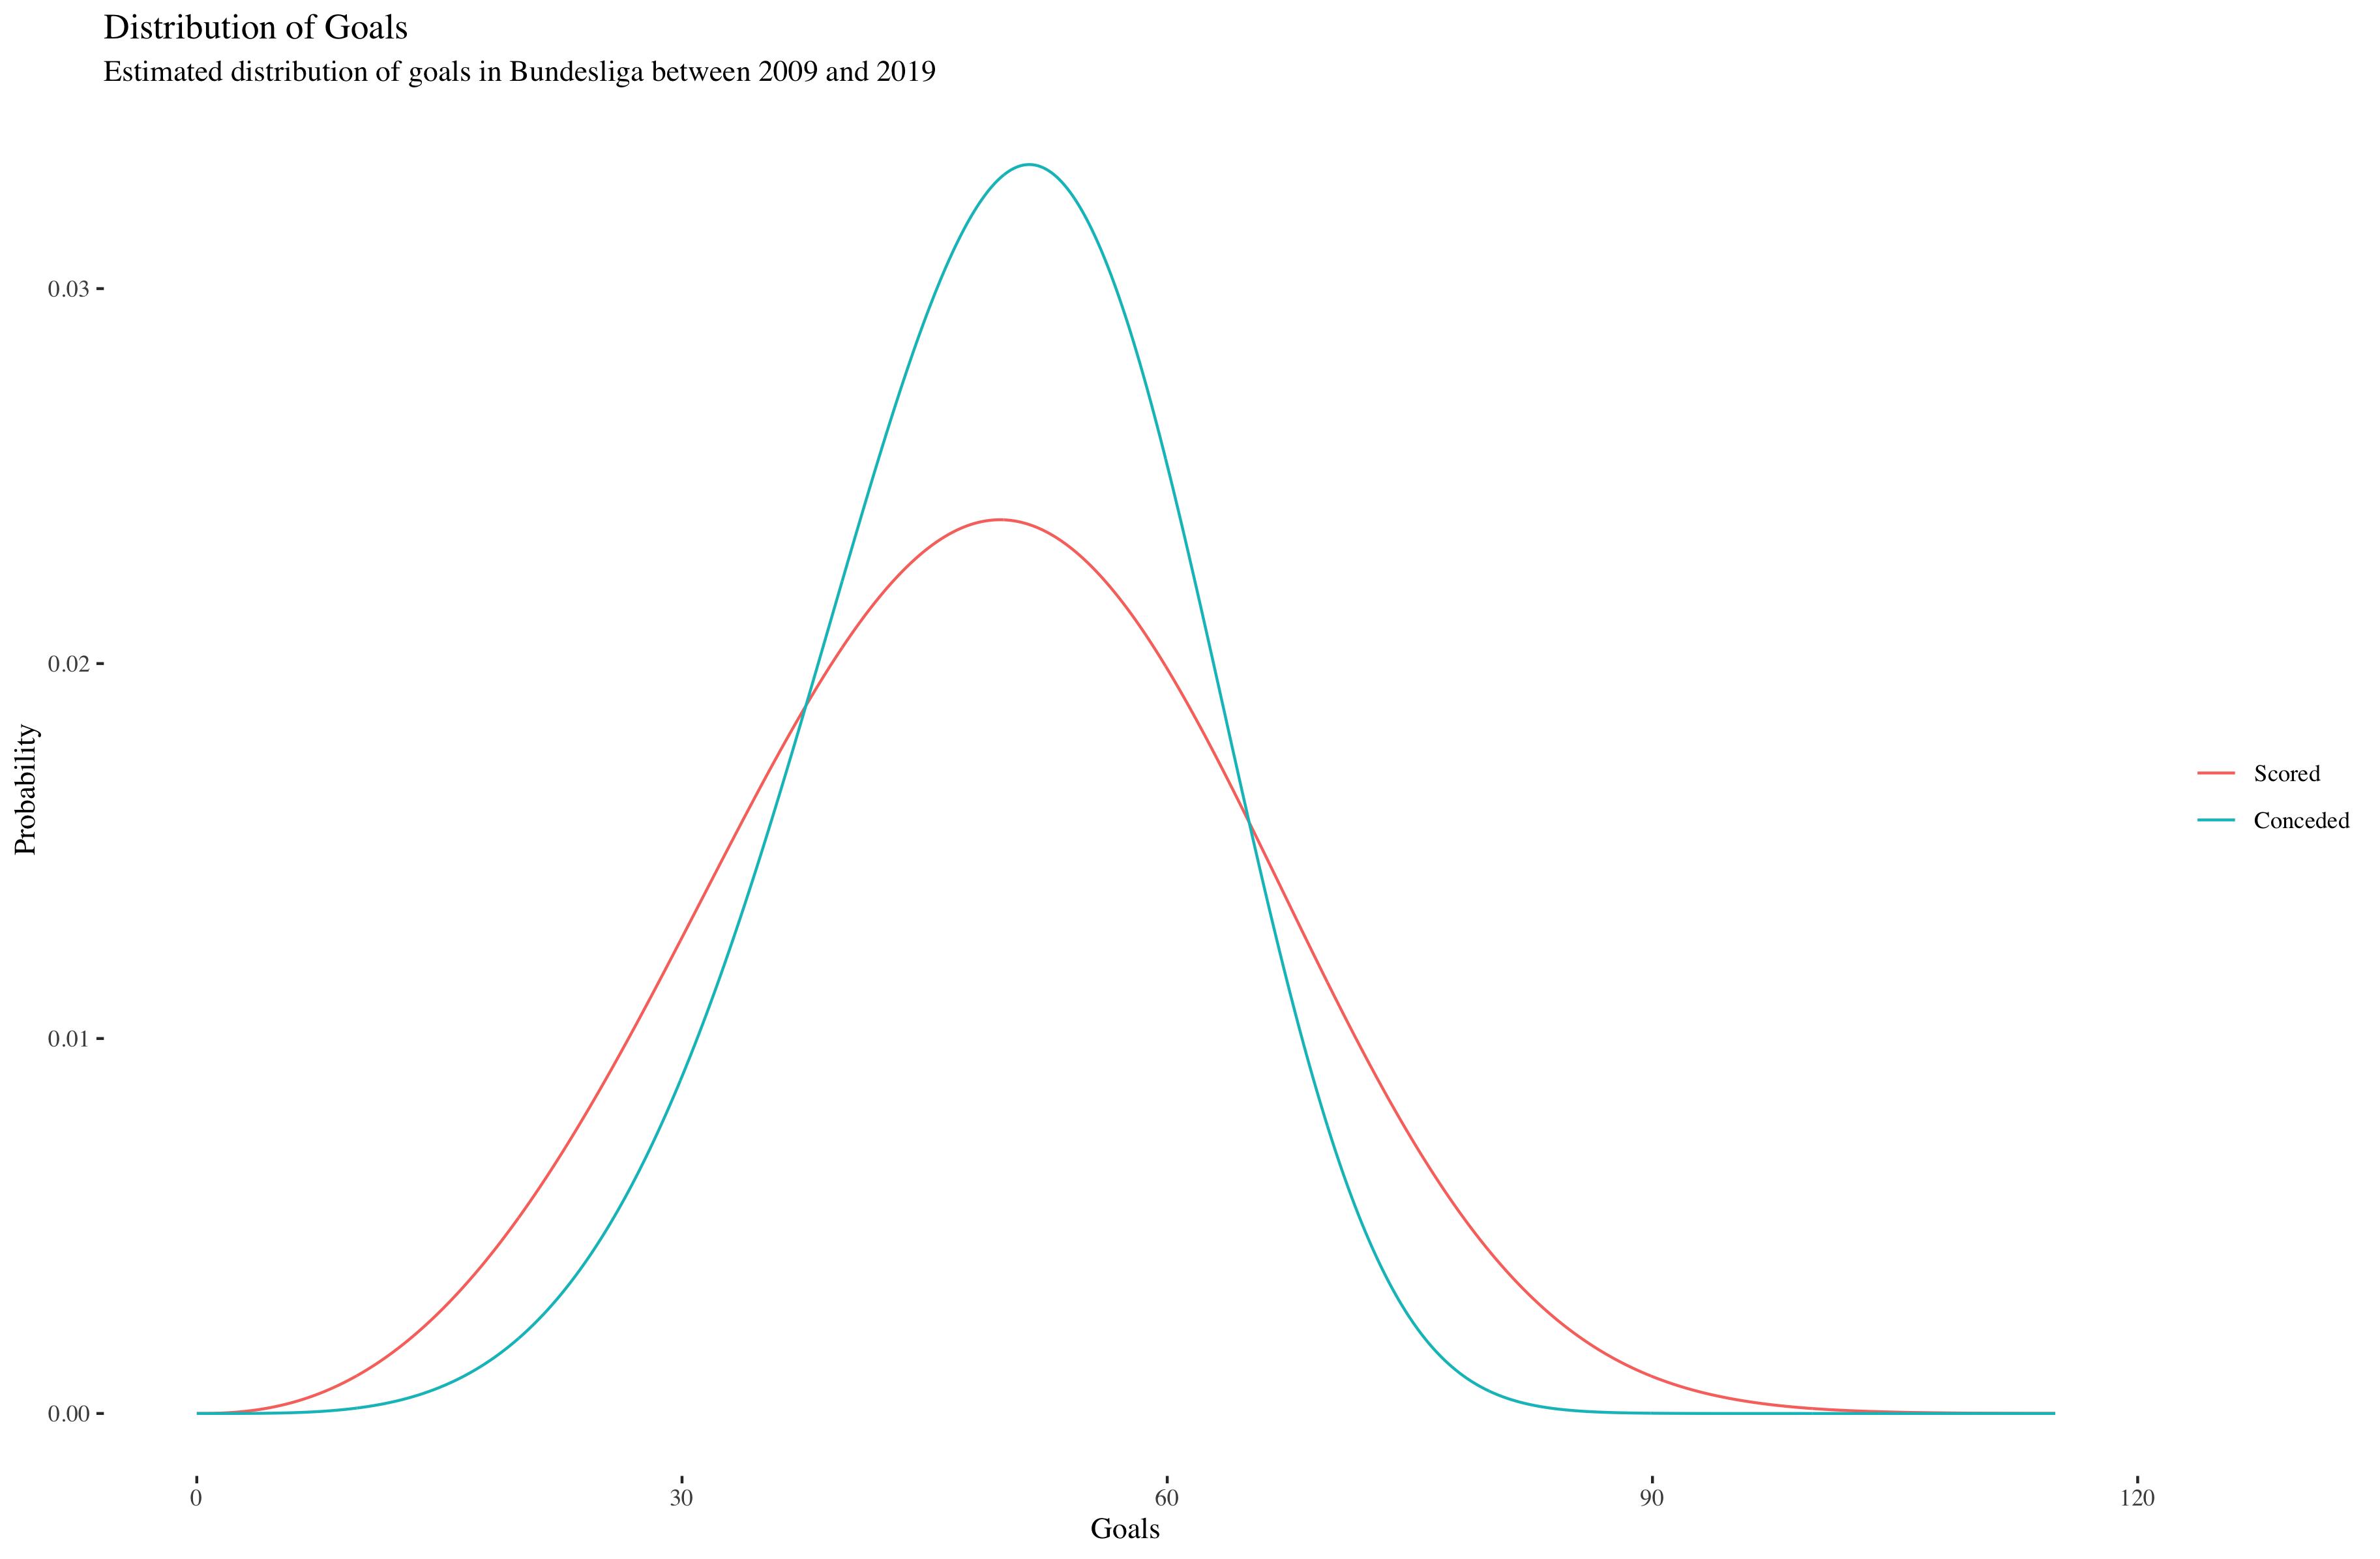 Distribution of Goals
Estimated distribution of goals in Bundesliga between 2009 and 2019
0.03
0.02
0.01
0.00
Probability
0
30
60
90
120
Goals
Scored
Conceded